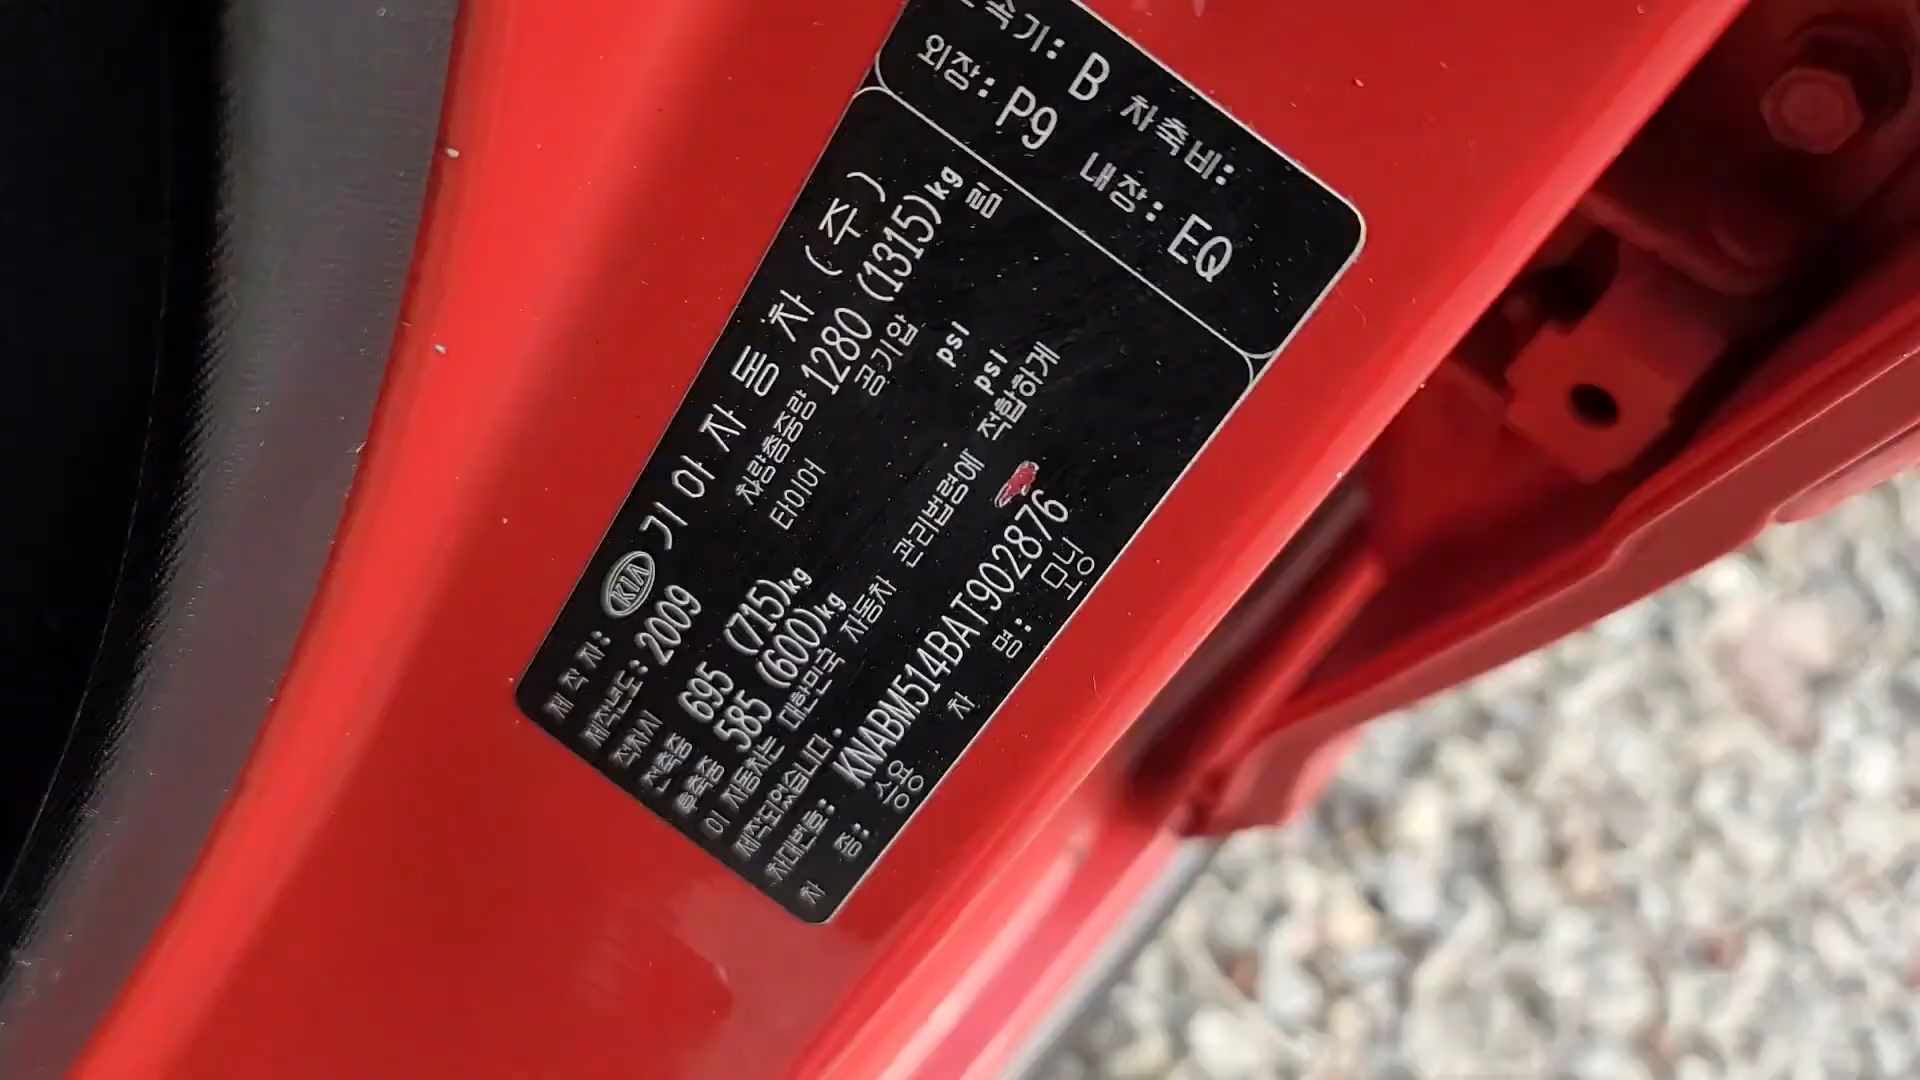 제 작 자: KIA 기 아 자 동 차 (주)
제작년도: 2009 차량총중량 1280 (1315) kg
직차시 타이어 공기압 림
전축중 695 (715)kg psi
후축중 585 (600)kg psi
이 자동차는 대한민국 자동차 관리법령에 적합하게
제작되었습니다.
차대번호: KNABM514BAT902876
차 종: 승용 차 명: 모닝
속기: B 차축비:
외장: P9 내장: EQ